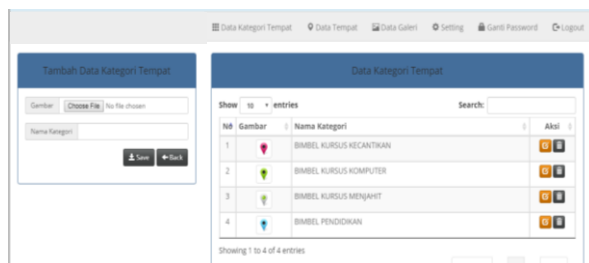 Data Kategori Tempat Data Tempat Data Galeri Setting Ganti Password Logout
Tambah Data Kategori Tempat
Gambar Choose File No file chosen
Nama Kategori
Save Back
Data Kategori Tempat
Show 10 entries Search:
No Gambar Nama Kategori Aksi
1 BIMBEL KURSUS KECANTIKAN
2 BIMBEL KURSUS KOMPUTER
3 BIMBEL KURSUS MENJAHIT
4 BIMBEL PENDIDIKAN
Showing 1 to 4 of 4 entries